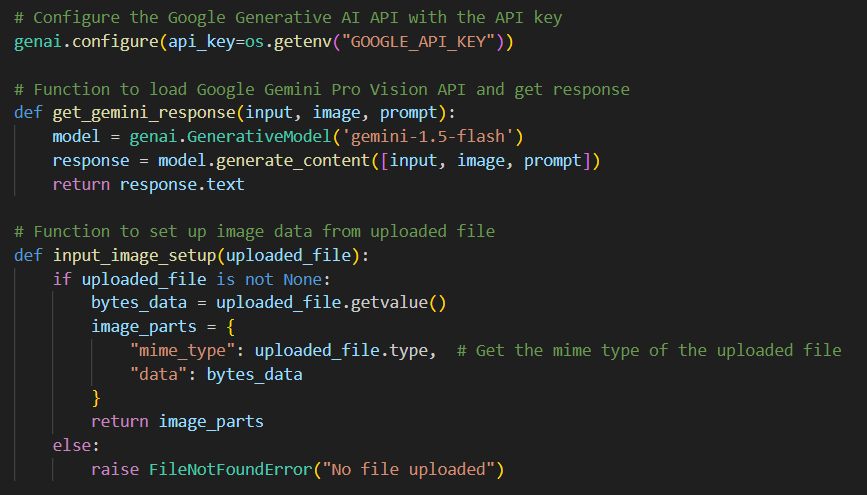 # Configure the Google Generative AI API with the API key
genai.configure(api_key=os.getenv("GOOGLE_API_KEY"))

# Function to load Google Gemini Pro Vision API and get response
def get_gemini_response(input, image, prompt):
    model = genai.GenerativeModel('gemini-1.5-flash')
    response = model.generate_content([input, image, prompt])
    return response.text

# Function to set up image data from uploaded file
def input_image_setup(uploaded_file):
    if uploaded_file is not None:
        bytes_data = uploaded_file.getvalue()
        image_parts = {
            "mime_type": uploaded_file.type,  # Get the mime type of the uploaded file
            "data": bytes_data
        }
        return image_parts
    else:
        raise FileNotFoundError("No file uploaded")